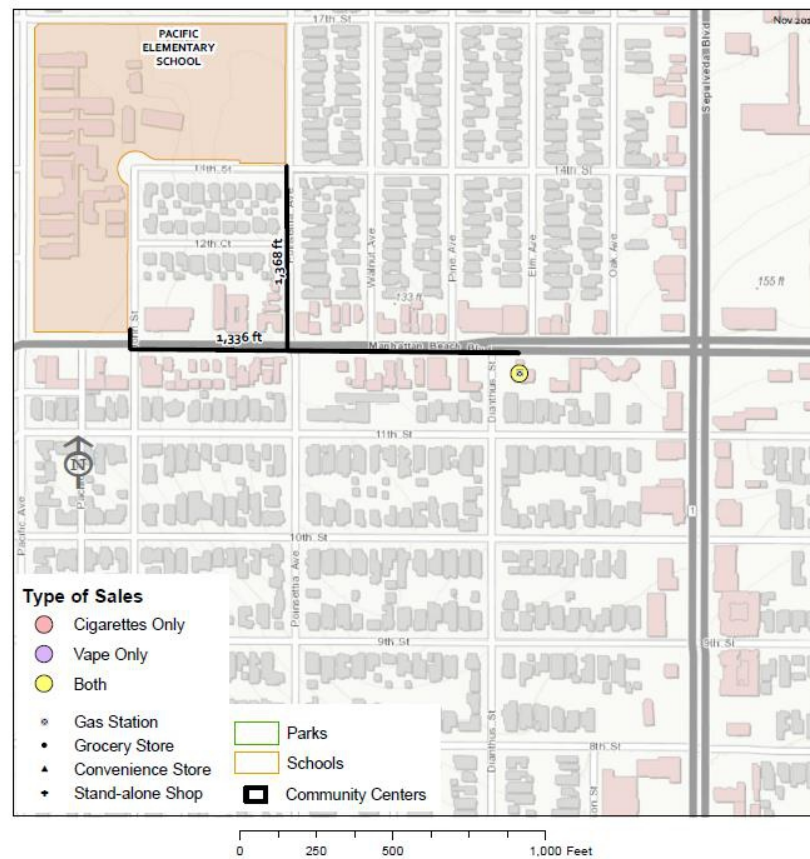 17th St
Nov 201
PACIFIC
ELEMENTARY
SCHOOL
Sepulveda Blvd
14th St
12th Ct
1,368 ft
Walnut Ave
Pine Ave
Elm Ave
Oak Ave
133 ft
155 ft
1,336 ft
Manhattan Beach Blvd
Dianthus St
11th St
N
Pacific
Pacific Ave
10th St
1
Poinsettia Ave
9th St
9th St
8th St
Dianthus St
on St
Type of Sales
Cigarettes Only
Vape Only
Both
Gas Station
Grocery Store
Convenience Store
Stand-alone Shop
Parks
Schools
Community Centers
0 250 500 1,000 Feet